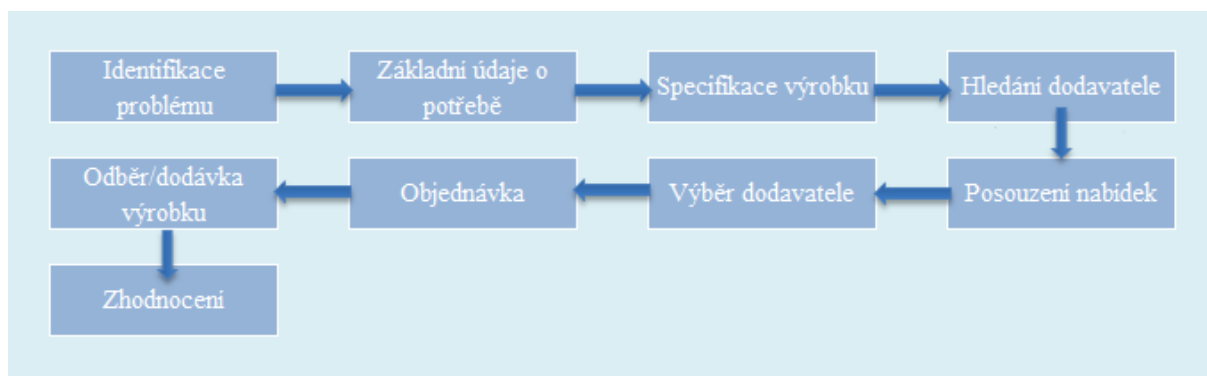 Identifikace
problému
Základní údaje o
potřebě
Specifikace výrobku
Hledání dodavatele
Posouzení nabídek
Výběr dodavatele
Objednávka
Odběr/dodávka
výrobku
Zhodnocení